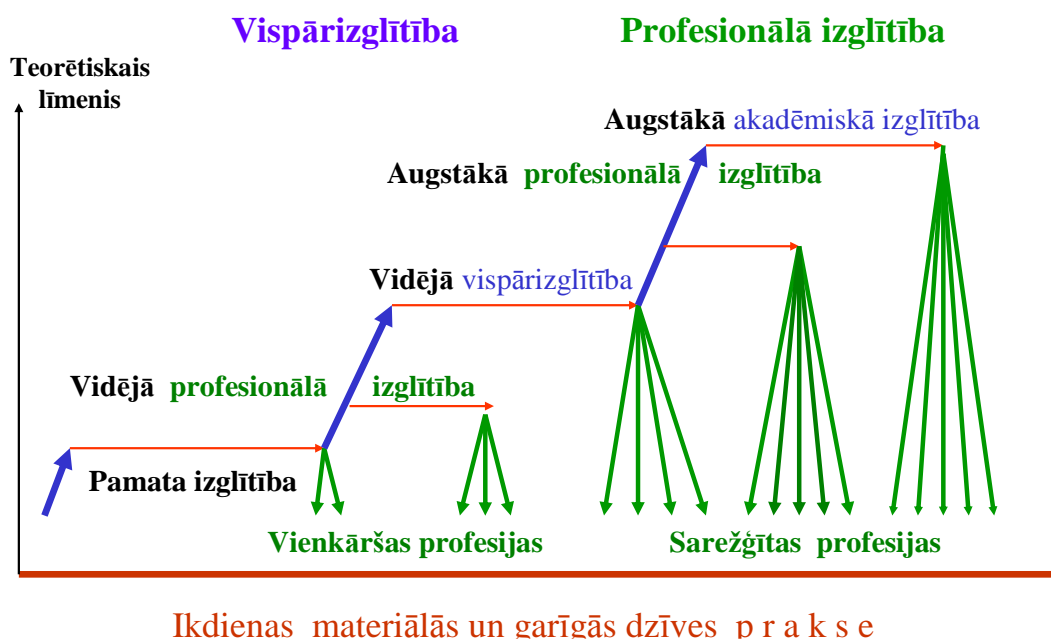 Vispārizglītība Profesionālā izglītība
Teorētiskais
līmenis
Augstākā akadēmiskā izglītība
Augstākā profesionālā izglītība
Vidējā vispārizglītība
Vidējā profesionālā izglītība
Pamata izglītība
Vienkāršas profesijas Sarežģītas profesijas
Ikdienas materiālās un garīgās dzīves p r a k s e